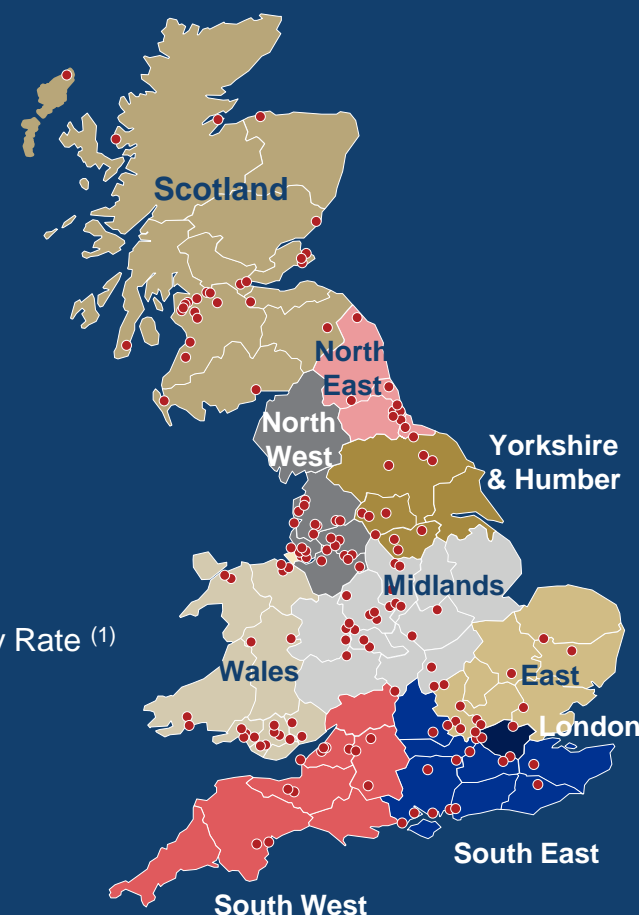 Scotland
North
East
North
West
Yorkshire
& Humber
Midlands
Rate (1)
Wales
East
London
South East
South West